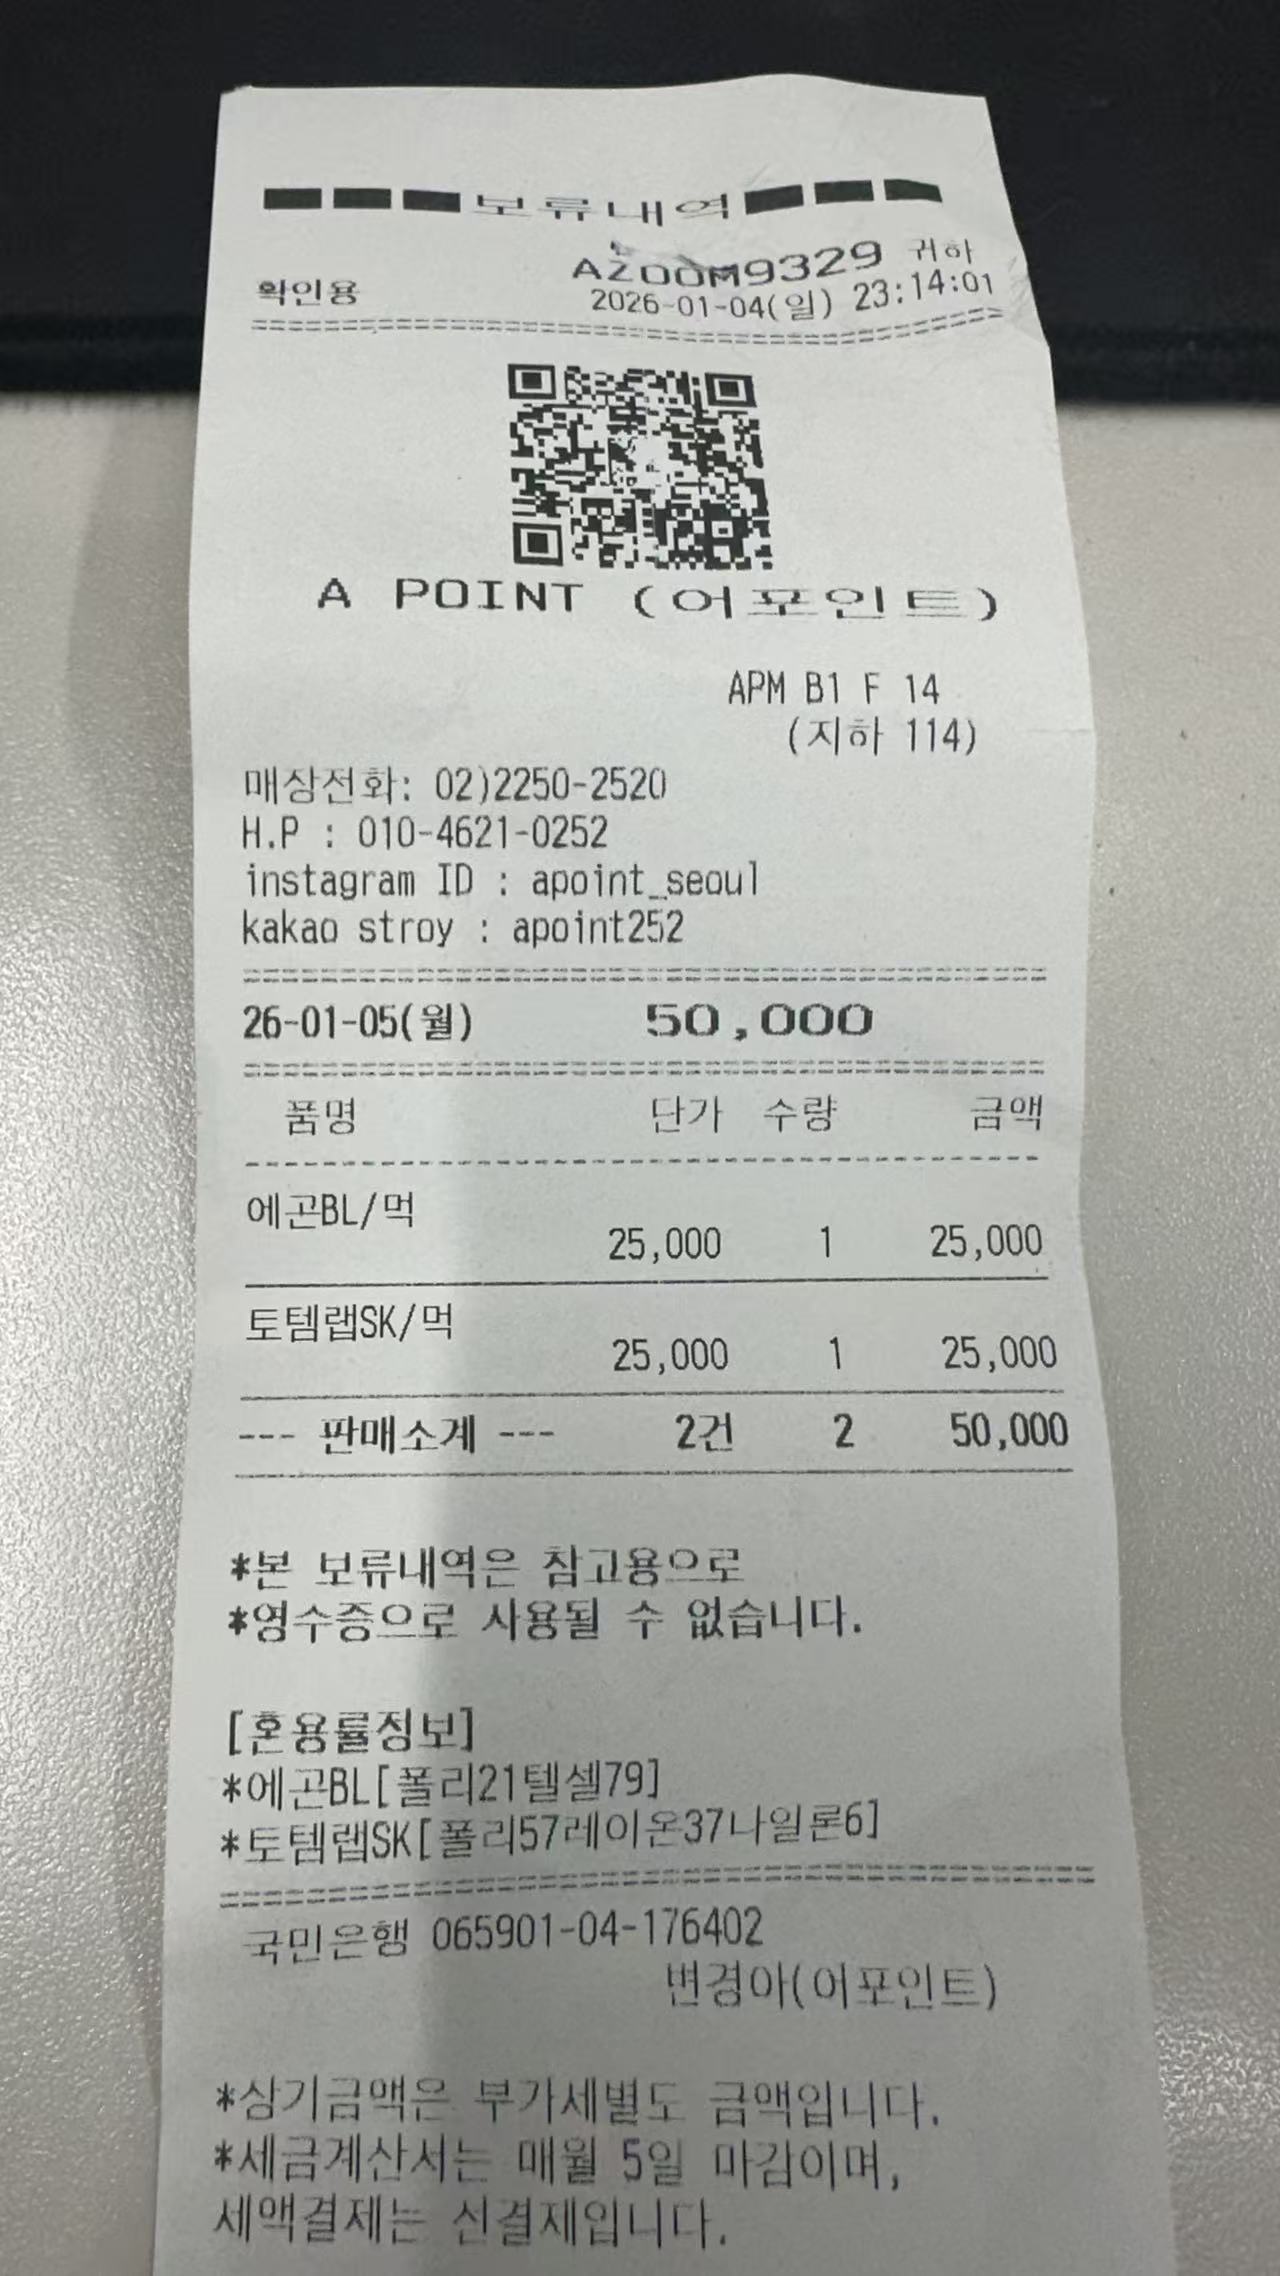 ■■■보류내역■■■
AZOOM9329 귀하
확인용 2026-01-04(일) 23:14:01
A POINT (어포인트)
APM B1 F 14
(지하 114)
매장전화: 02)2250-2520
H.P : 010-4621-0252
instagram ID : apoint_seoul
kakao stroy : apoint252
26-01-05(월) 50,000
품명 단가 수량 금액
에곤BL/먹
25,000 1 25,000
토템랩SK/먹
25,000 1 25,000
--- 판매소계 --- 2건 2 50,000
*본 보류내역은 참고용으로
*영수증으로 사용될 수 없습니다.
[혼용률정보]
*에곤BL[폴리21텔셀79]
*토템랩SK[폴리57레이온37나일론6]
국민은행 065901-04-176402
변경아(어포인트)
*상기금액은 부가세별도 금액입니다.
*세금계산서는 매월 5일 마감이며,
세액결제는 선결제입니다.